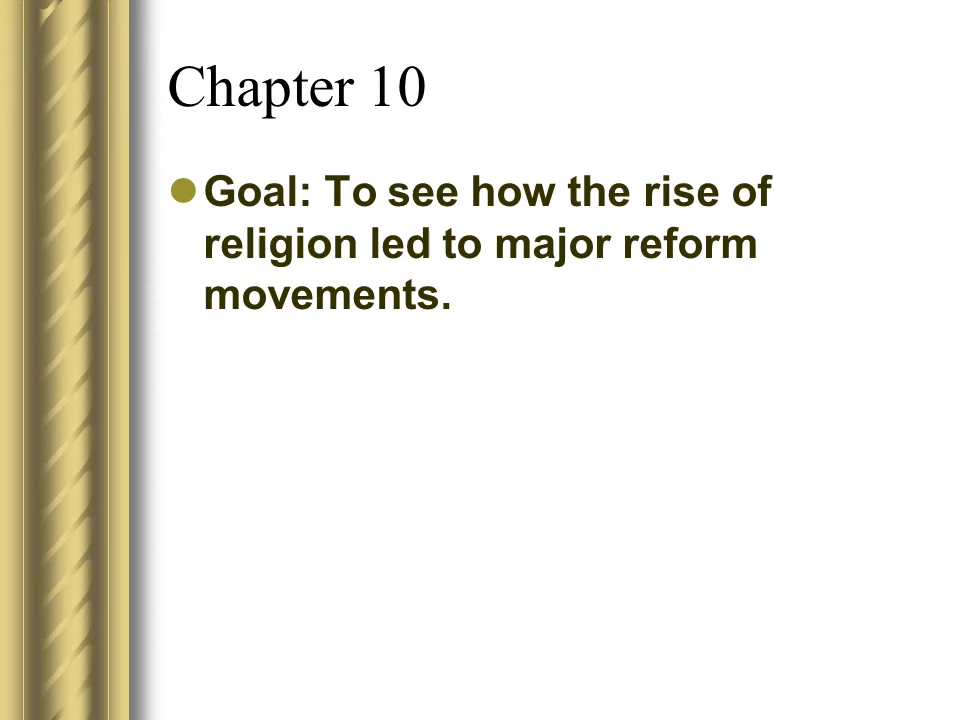 Chapter 10
Goal: To see how the rise of
religion led to major reform
movements.